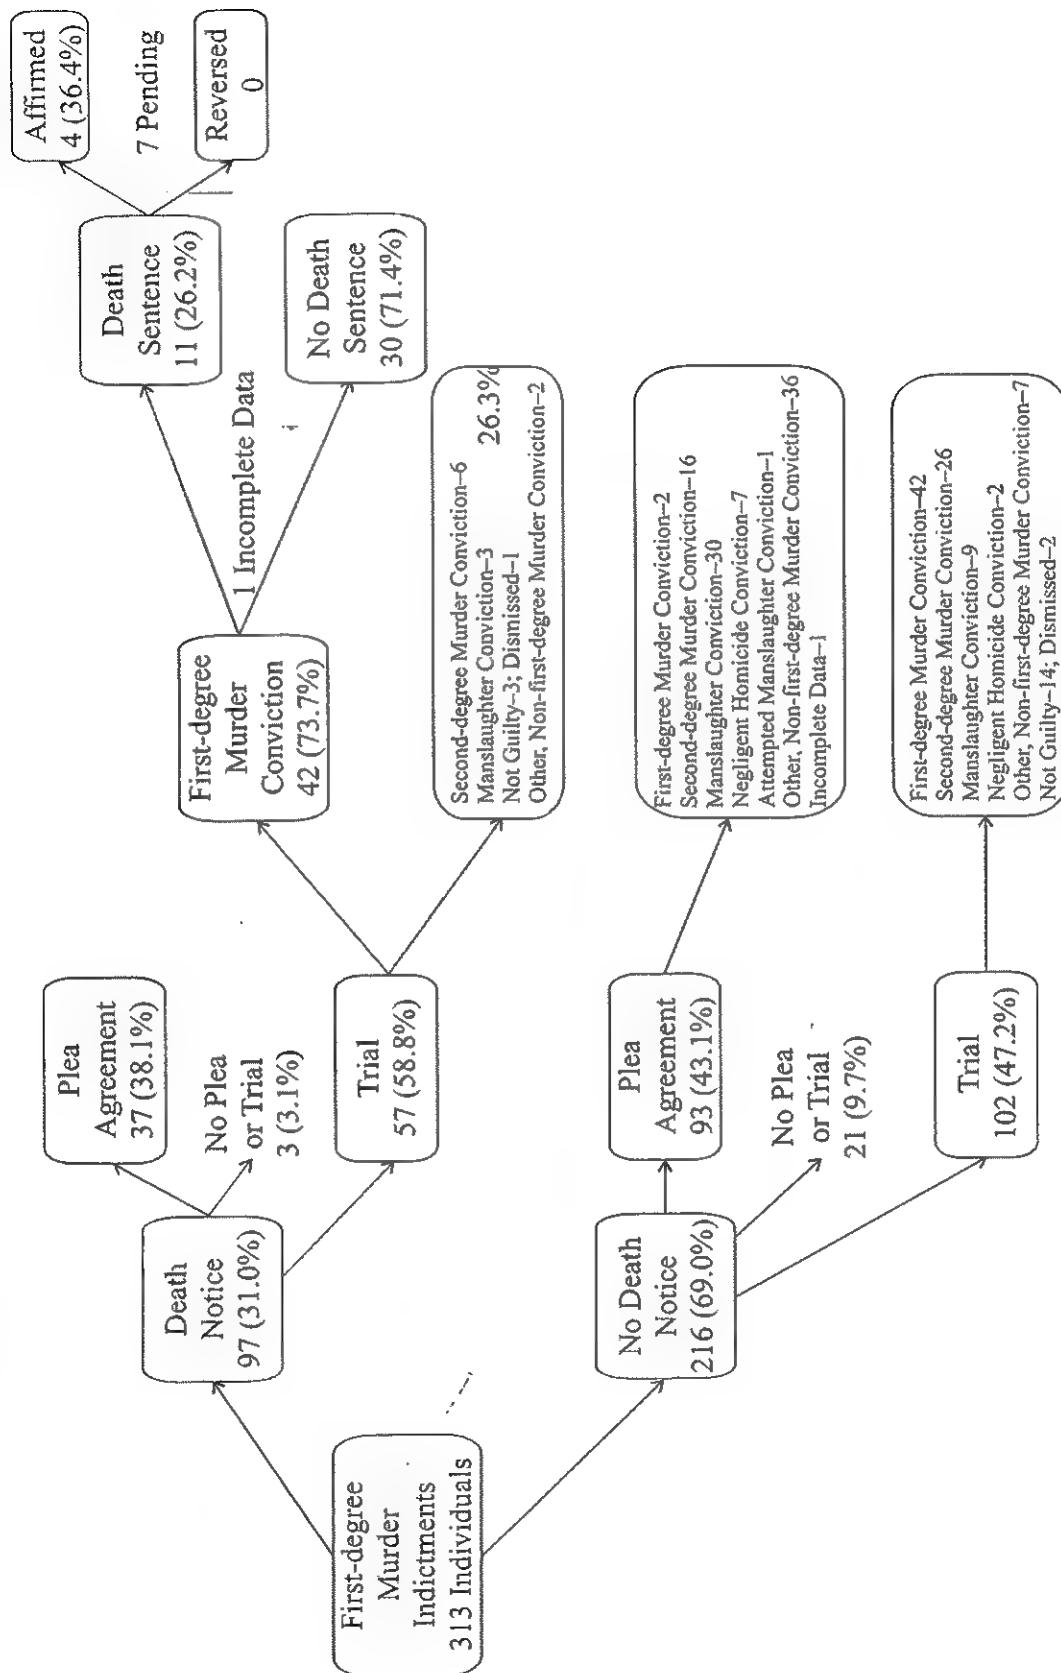 First-degree
Murder
Indictments
313 Individuals
Death
Notice
97 (31.0%)
No Death
Notice
216 (69.0%)
Plea
Agreement
37 (38.1%)
No Plea
or Trial
3 (3.1%)
Trial
57 (58.8%)
Plea
Agreement
93 (43.1%)
No Plea
or Trial
21 (9.7%)
Trial
102 (47.2%)
First-degree
Murder
Conviction
42 (73.7%)
1 Incomplete Data
Second-degree Murder Conviction–6
Manslaughter Conviction–3
26.3%
Not Guilty–3; Dismissed–1
Other, Non-first-degree Murder Conviction–2
First-degree Murder Conviction–2
Second-degree Murder Conviction–16
Manslaughter Conviction–30
Negligent Homicide Conviction–7
Attempted Manslaughter Conviction–1
Other, Non-first-degree Murder Conviction–36
Incomplete Data–1
First-degree Murder Conviction–42
Second-degree Murder Conviction–26
Manslaughter Conviction–9
Negligent Homicide Conviction–2
Other, Non-first-degree Murder Conviction–7
Not Guilty–14; Dismissed–2
Death
Sentence
11 (26.2%)
No Death
Sentence
30 (71.4%)
Affirmed
4 (36.4%)
7 Pending
Reversed
0